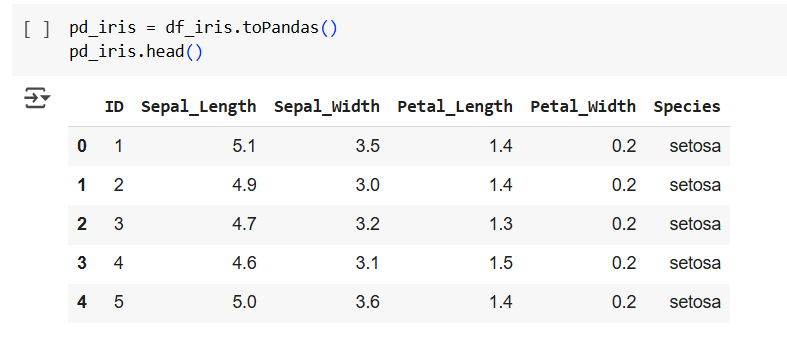 [ ] pd_iris = df_iris.toPandas()
pd_iris.head()
ID Sepal_Length Sepal_Width Petal_Length Petal_Width Species
0 1 5.1 3.5 1.4 0.2 setosa
1 2 4.9 3.0 1.4 0.2 setosa
2 3 4.7 3.2 1.3 0.2 setosa
3 4 4.6 3.1 1.5 0.2 setosa
4 5 5.0 3.6 1.4 0.2 setosa